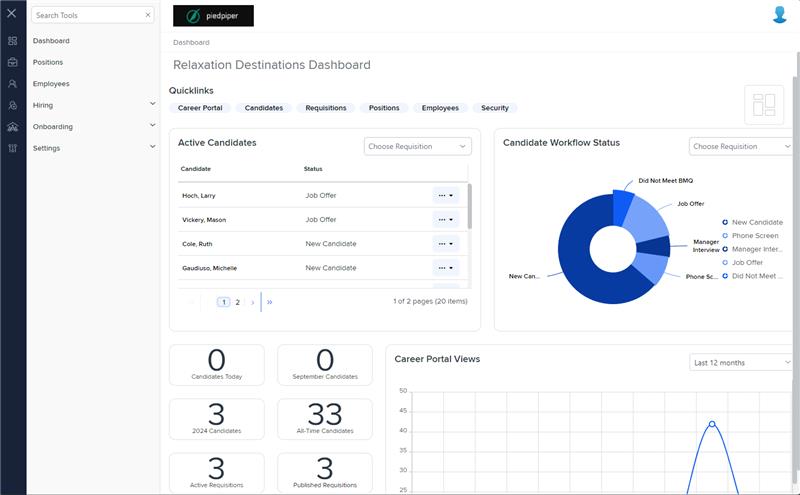 Search Tools
piedpiper
Dashboard
Positions
Employees
Hiring
Onboarding
Settings
Dashboard
Relaxation Destinations Dashboard
Quicklinks
Career Portal
Candidates
Requisitions
Positions
Employees
Security
Active Candidates
Choose Requisition
Candidate Status
Hoch, Larry Job Offer
Vickery, Mason Job Offer
Cole, Ruth New Candidate
Gaudiuso, Michelle New Candidate
1 2
1 of 2 pages (20 items)
Candidate Workflow Status
Choose Requisition
Did Not Meet BMQ
Job Offer
Manager
Interview
Phone Sc...
New Can...
New Candidate
Phone Screen
Manager Inter...
Job Offer
Did Not Meet ...
0
Candidates Today
0
September Candidates
3
2024 Candidates
33
All-Time Candidates
3
Active Requisitions
3
Published Requisitions
Career Portal Views
Last 12 months
50
45
40
35
30
25